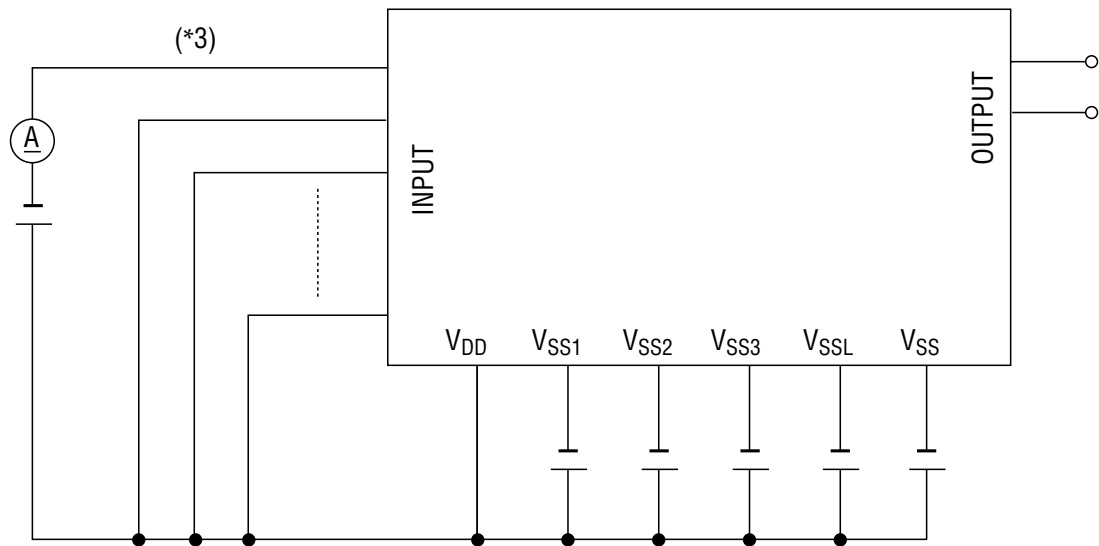 (*3)
A
INPUT
OUTPUT
VDD VSS1 VSS2 VSS3 VSSL VSS